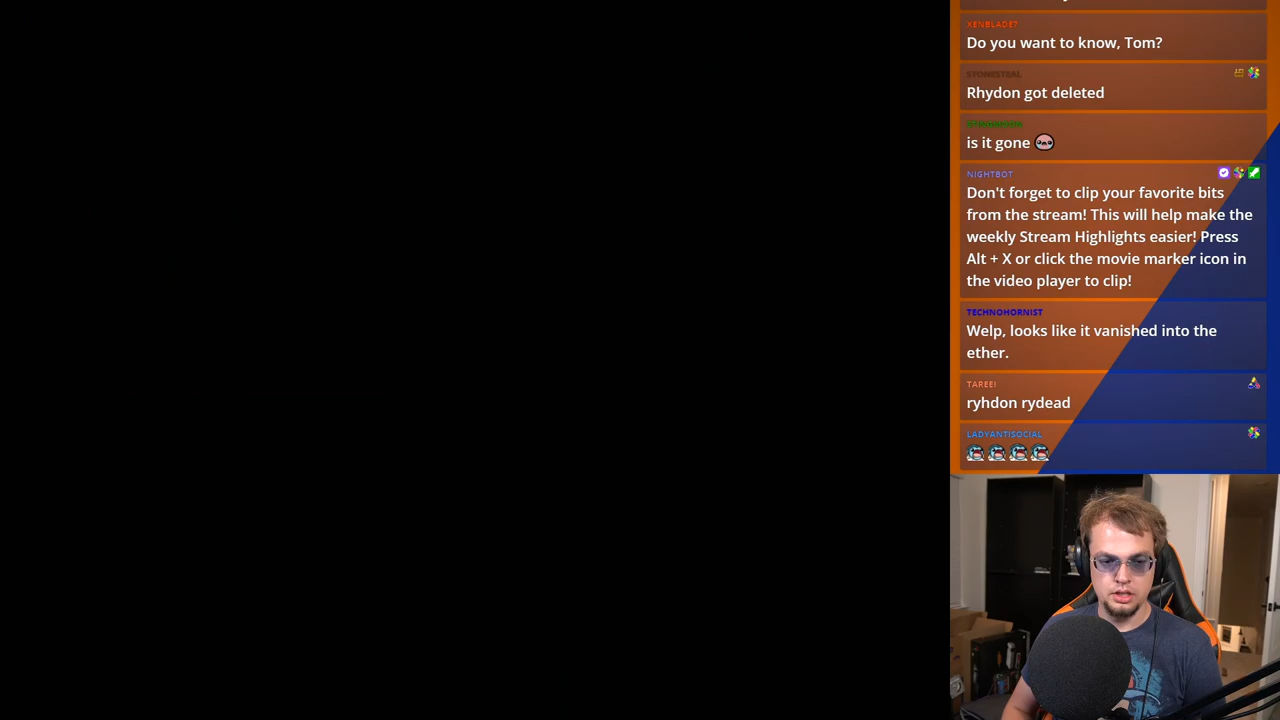 XENBLADE7
Do you want to know, Tom?
Rhydon got deleted
is it gone
NIGHTBOT
Don't forget to clip your favorite bits
from the stream! This will help make the
weekly Stream Highlights easier! Press
Alt + X or click the movie marker icon in
the video player to clip!
TECHNOHORNIST
Welp, looks like it vanished into the
ether.
TAREEI
ryhdon rydead
LADYANTISOCIAL